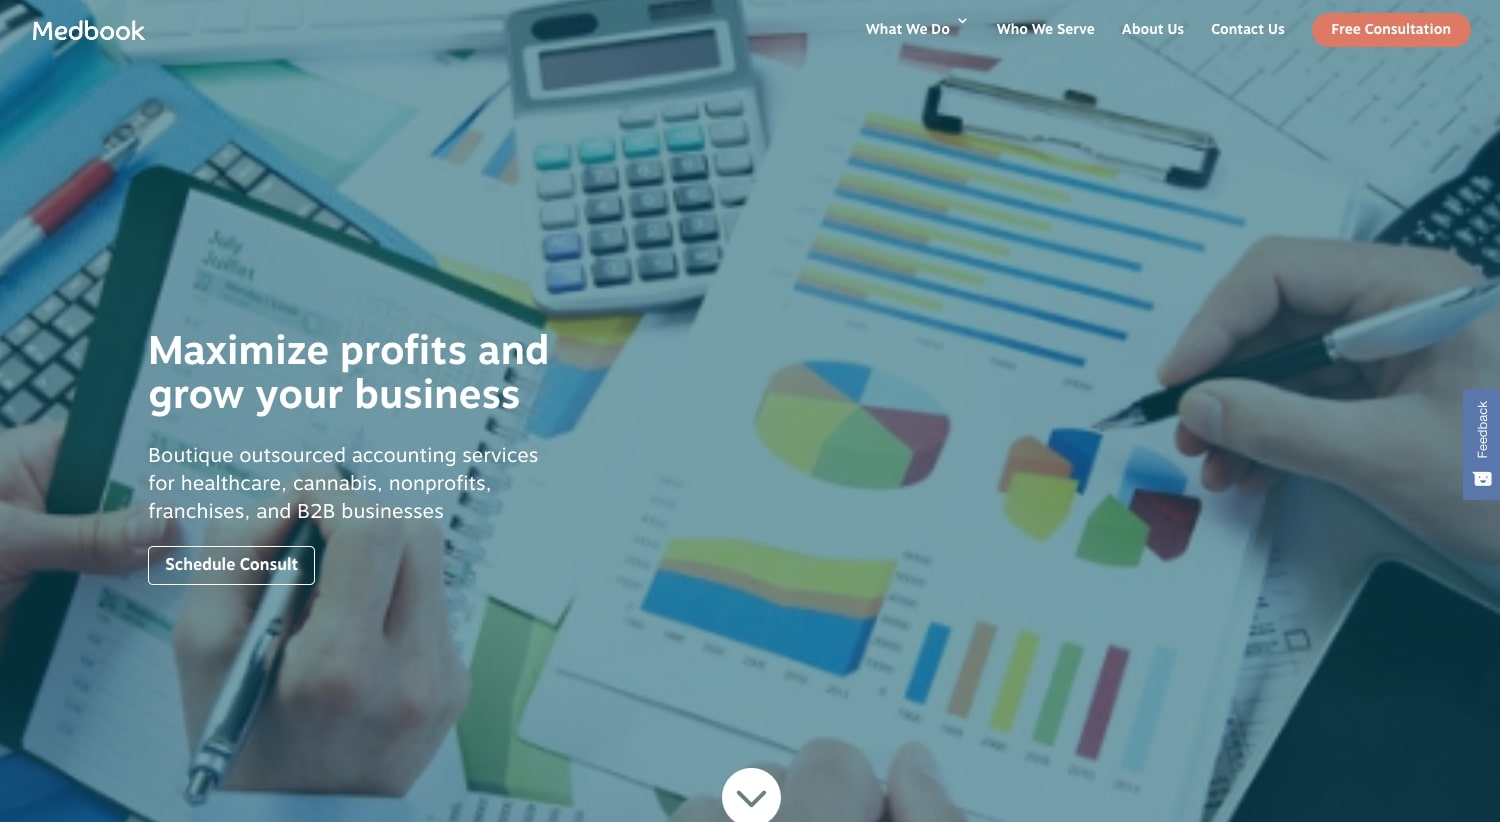 Medbook
What We Do
Who We Serve
About Us
Contact Us
Free Consultation
July
Maximize profits and
grow your business
Boutique outsourced accounting services
for healthcare, cannabis, nonprofits,
franchises, and B2B businesses
Schedule Consult
Feedback